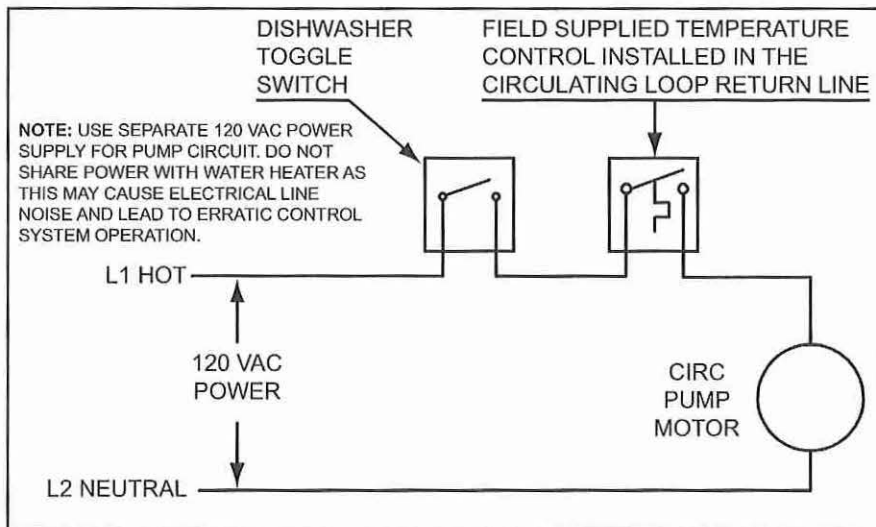 DISHWASHER
TOGGLE
SWITCH
FIELD SUPPLIED TEMPERATURE
CONTROL INSTALLED IN THE
CIRCULATING LOOP RETURN LINE
NOTE: USE SEPARATE 120 VAC POWER
SUPPLY FOR PUMP CIRCUIT. DO NOT
SHARE POWER WITH WATER HEATER AS
THIS MAY CAUSE ELECTRICAL LINE
NOISE AND LEAD TO ERRATIC CONTROL
SYSTEM OPERATION.
L1 HOT
120 VAC
POWER
CIRC
PUMP
MOTOR
L2 NEUTRAL